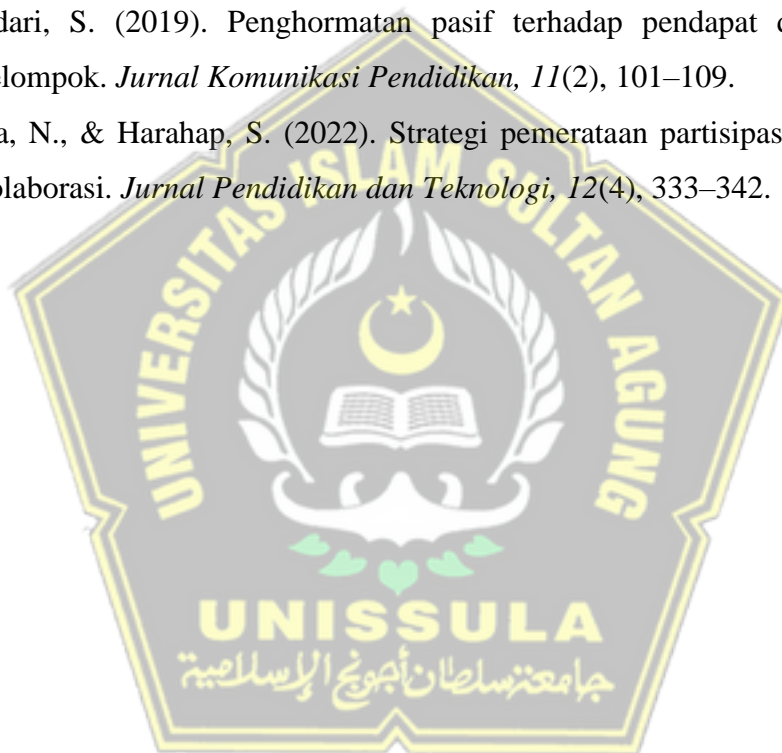 dari, S. (2019). Penghormatan pasif terhadap pendapat
elompok. Jurnal Komunikasi Pendidikan, 11(2), 101–109.
a, N., & Harahap, S. (2022). Strategi pemerataan partisipas
olaborasi. Jurnal Pendidikan dan Teknologi, 12(4), 333–342.
UNIVERSITAS ISLAM SULTAN AGUNG
UNISSULA
جامعة سلطان أجونج الإسلامية